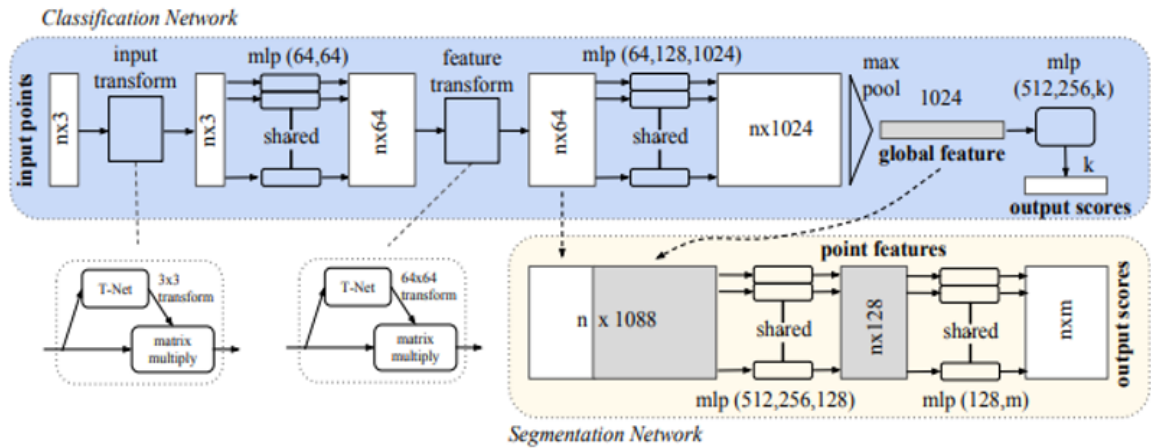 Classification Network
input points
nx3
input
transform
nx3
mlp (64,64)
shared
nx64
feature
transform
nx64
mlp (64,128,1024)
shared
nx1024
max
pool
1024
global feature
mlp
(512,256,k)
k
output scores
T-Net
3x3
transform
matrix
multiply
T-Net
64x64
transform
matrix
multiply
point features
n x 1088
shared
mlp (512,256,128)
nx128
shared
mlp (128,m)
nxm
output scores
Segmentation Network